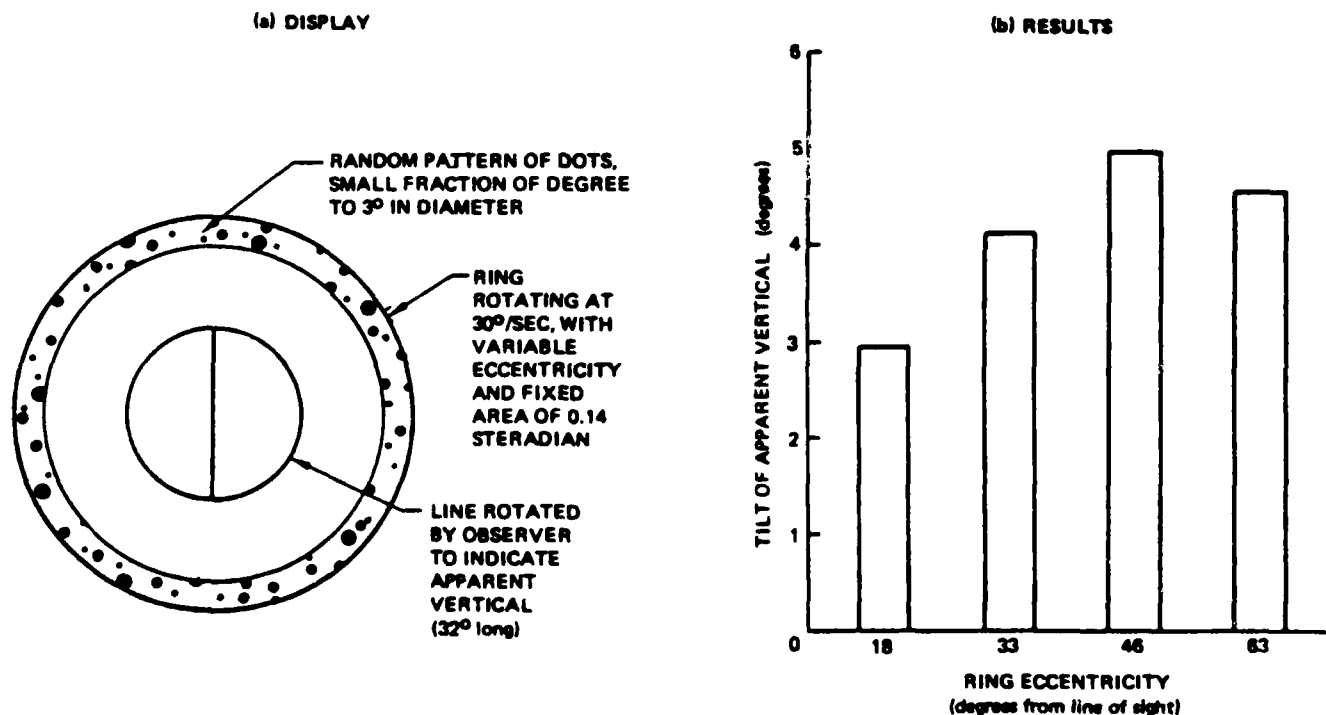 (a) DISPLAY
RANDOM PATTERN OF DOTS,
SMALL FRACTION OF DEGREE
TO 3° IN DIAMETER
RING
ROTATING AT
30°/SEC, WITH
VARIABLE
ECCENTRICITY
AND FIXED
AREA OF 0.14
STERADIAN
LINE ROTATED
BY OBSERVER
TO INDICATE
APPARENT
VERTICAL
(32° long)
(b) RESULTS
TILT OF APPARENT VERTICAL (degrees)
6
5
4
3
2
1
0
18
33
46
63
RING ECCENTRICITY
(degrees from line of sight)